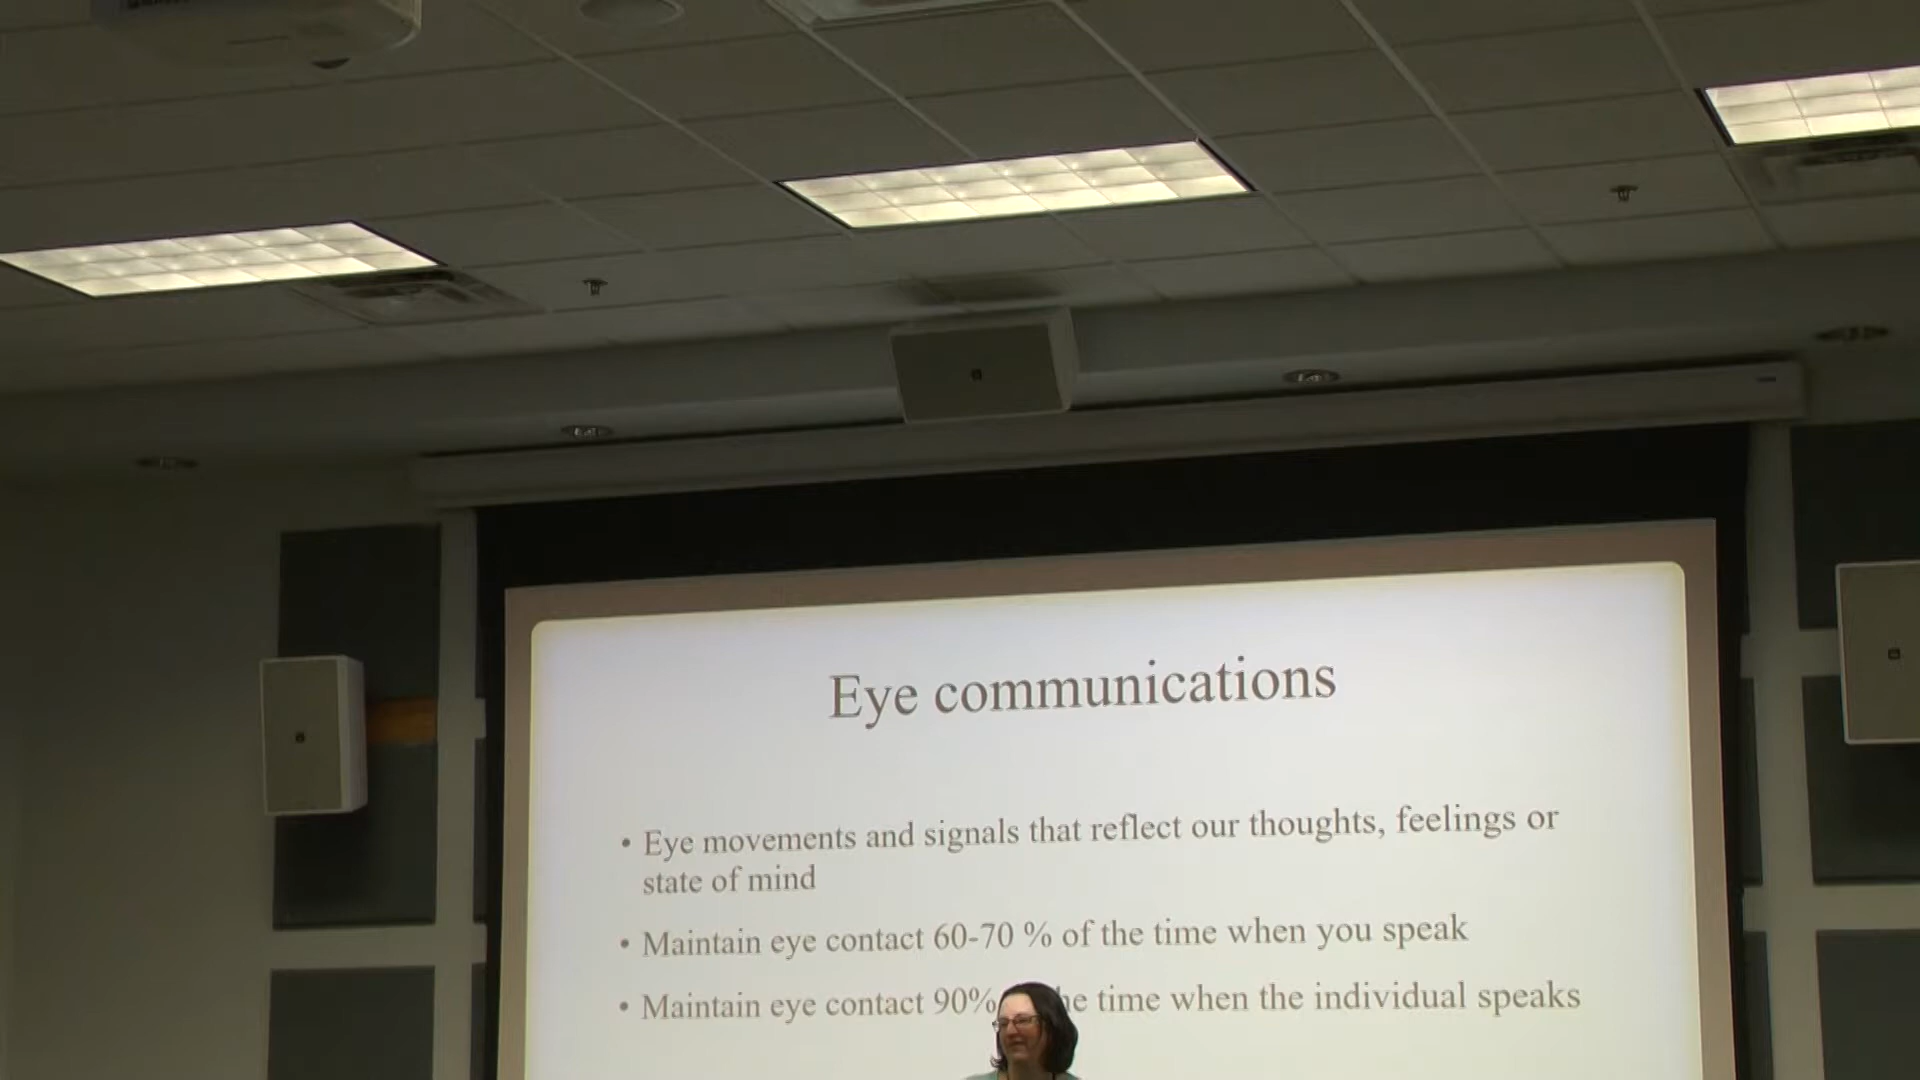 Eye communications
• Eye movements and signals that reflect our thoughts, feelings or
state of mind
• Maintain eye contact 60-70 % of the time when you speak
• Maintain eye contact 90% time when the individual speaks